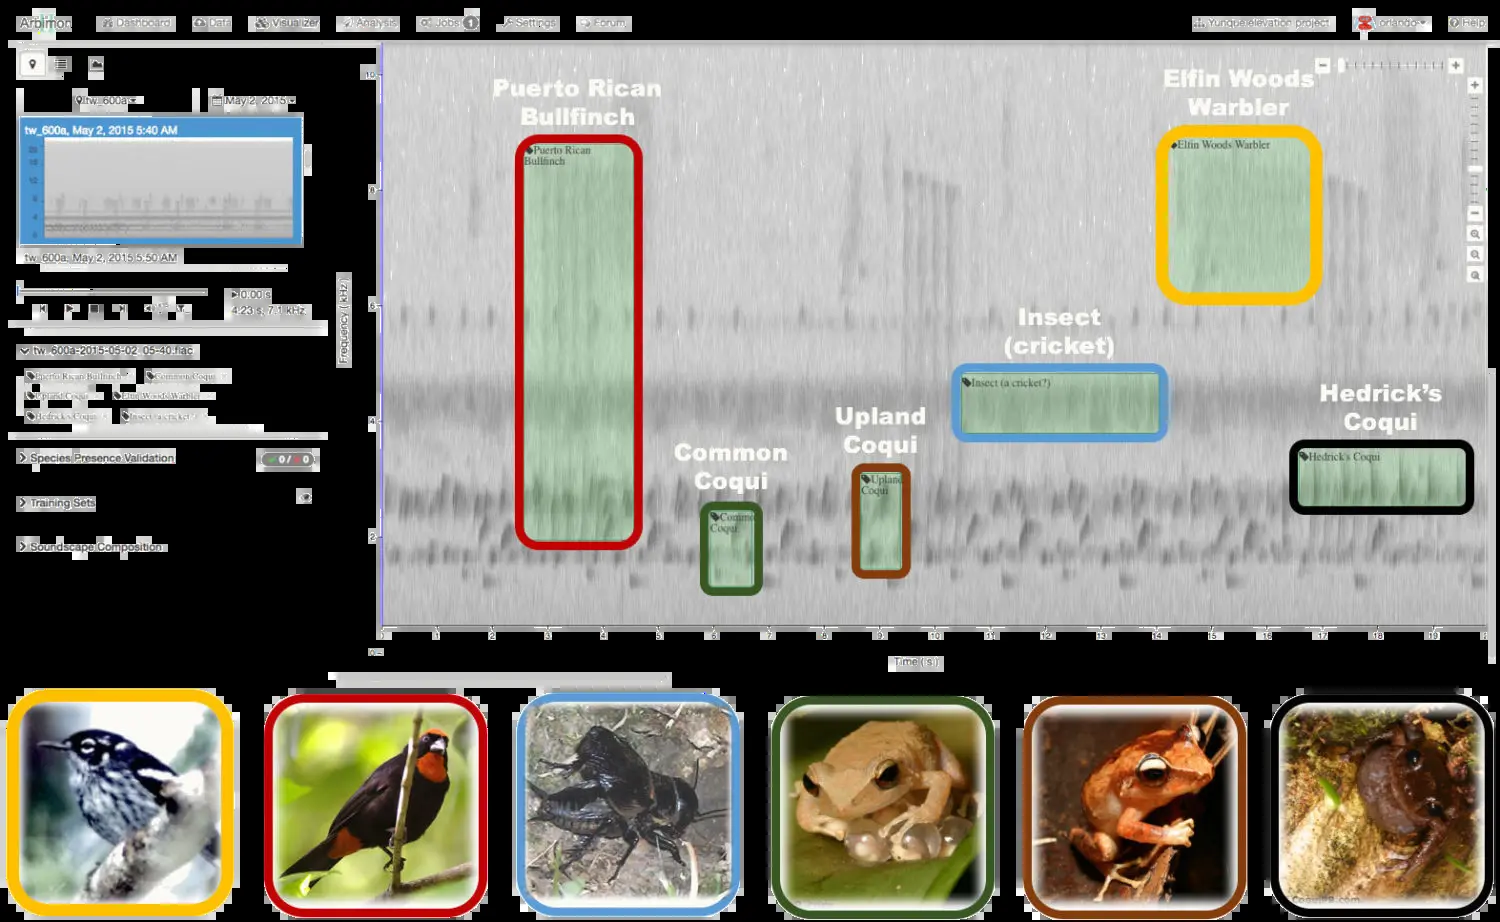 Arbimon
Dashboard
Data
Visualizer
Analysis
Jobs 1
Settings
Forum
Yunque elevation project
orlando
Help
tw_600a
May 2, 2015
tw_600a, May 2, 2015 5:40 AM
tw_600a, May 2, 2015 5:50 AM
0:00 s
4:23 s, 7.1 kHz
tw_600a-2015-05-02_05-40.flac
Puerto Rican Bullfinch
Common Coqui
Upland Coqui
Elfin Woods Warbler
Hedrick's Coqui
Insect (a cricket?)
Species Presence Validation
0 / 0
Training Sets
Soundscape Composition
Frequency ( kHz )
10
8
6
4
2
0
Puerto Rican
Bullfinch
Puerto Rican
Bullfinch
Common
Coqui
Commo
Coqui
Upland
Coqui
Upland
Coqui
Insect
(cricket)
Insect (a cricket?)
Elfin Woods
Warbler
Elfin Woods Warbler
Hedrick's
Coqui
Hedrick's Coqui
1 2 3 4 5 6 7 8 9 10 11 12 13 14 15 16 17 18 19
Time ( s )